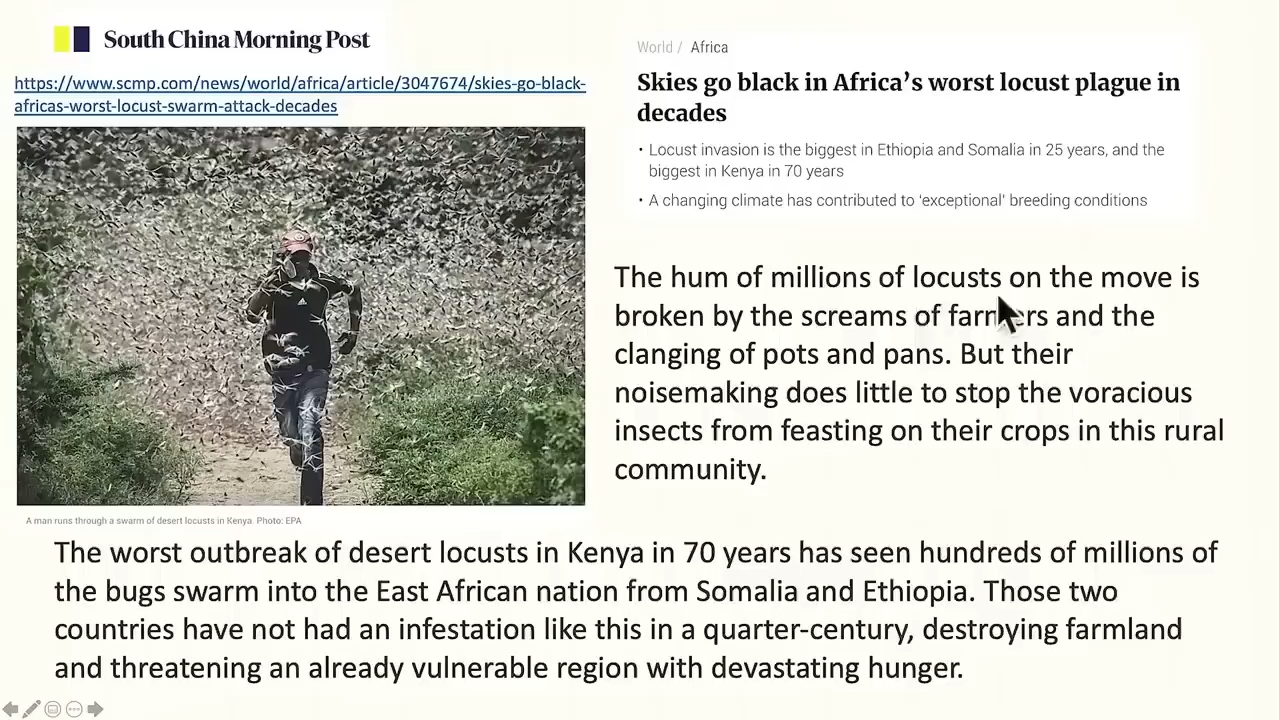 South China Morning Post
https://www.scmp.com/news/world/africa/article/3047674/skies-go-black-
africas-worst-locust-swarm-attack-decades
World / Africa
Skies go black in Africa’s worst locust plague in
decades
• Locust invasion is the biggest in Ethiopia and Somalia in 25 years, and the
biggest in Kenya in 70 years
• A changing climate has contributed to ‘exceptional’ breeding conditions
The hum of millions of locusts on the move is
broken by the screams of farmers and the
clanging of pots and pans. But their
noisemaking does little to stop the voracious
insects from feasting on their crops in this rural
community.
A man runs through a swarm of desert locusts in Kenya. Photo: EPA
The worst outbreak of desert locusts in Kenya in 70 years has seen hundreds of millions of
the bugs swarm into the East African nation from Somalia and Ethiopia. Those two
countries have not had an infestation like this in a quarter-century, destroying farmland
and threatening an already vulnerable region with devastating hunger.